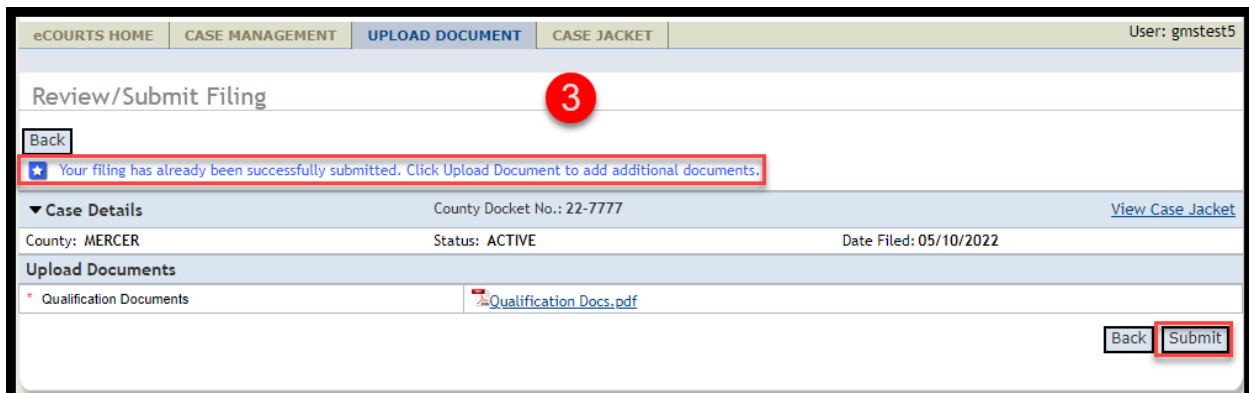 eCOURTS HOME CASE MANAGEMENT UPLOAD DOCUMENT CASE JACKET User: gmstest5
Review/Submit Filing 3
Back
Your filing has already been successfully submitted. Click Upload Document to add additional documents.
▼ Case Details County Docket No.: 22-7777 View Case Jacket
County: MERCER Status: ACTIVE Date Filed: 05/10/2022
Upload Documents
* Qualification Documents Qualification Docs.pdf
Back Submit